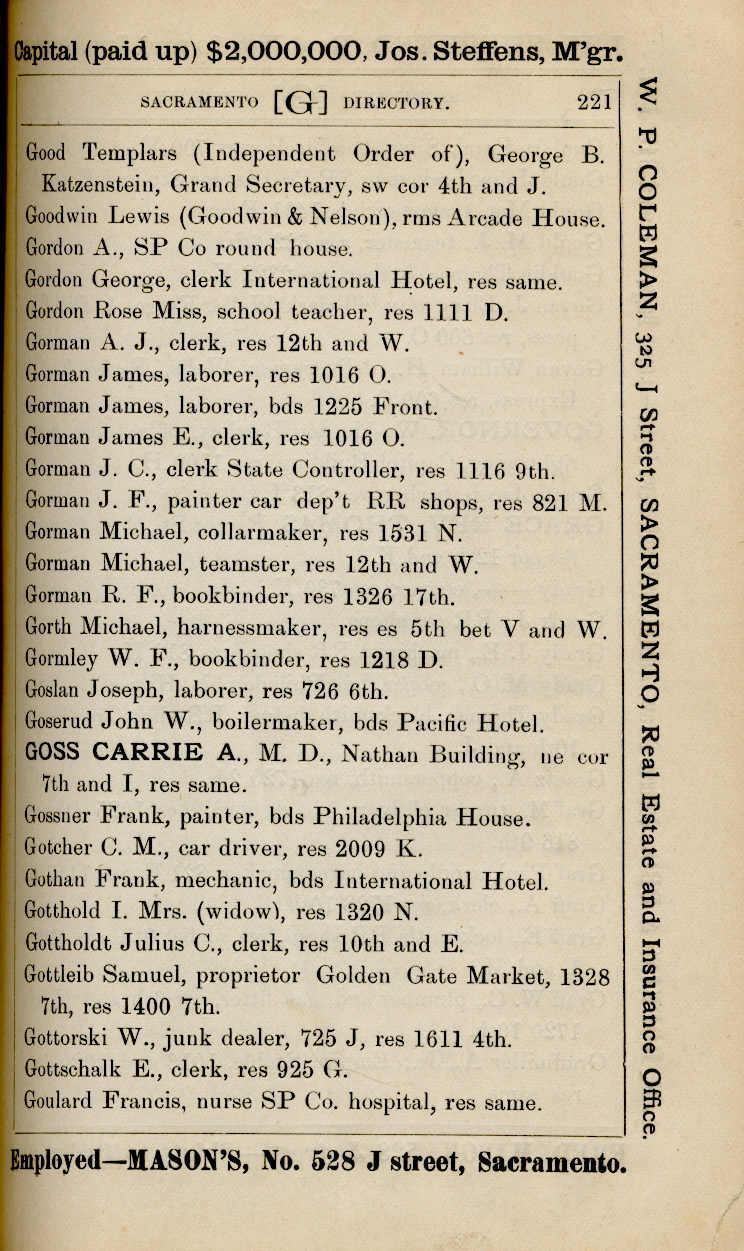 Capital (paid up) $2,000,000, Jos. Steffens, M'gr.
SACRAMENTO [G] DIRECTORY. 221
Good Templars (Independent Order of), George B.
Katzenstein, Grand Secretary, sw cor 4th and J.
Goodwin Lewis (Goodwin & Nelson), rms Arcade House.
Gordon A., SP Co round house.
Gordon George, clerk International Hotel, res same.
Gordon Rose Miss, school teacher, res 1111 D.
Gorman A. J., clerk, res 12th and W.
Gorman James, laborer, res 1016 O.
Gorman James, laborer, bds 1225 Front.
Gorman James E., clerk, res 1016 O.
Gorman J. C., clerk State Controller, res 1116 9th.
Gorman J. F., painter car dep't RR shops, res 821 M.
Gorman Michael, collarmaker, res 1531 N.
Gorman Michael, teamster, res 12th and W.
Gorman R. F., bookbinder, res 1326 17th.
Gorth Michael, harnessmaker, res es 5th bet V and W.
Gormley W. F., bookbinder, res 1218 D.
Goslan Joseph, laborer, res 726 6th.
Goserud John W., boilermaker, bds Pacific Hotel.
GOSS CARRIE A., M. D., Nathan Building, ne cor
7th and I, res same.
Gossner Frank, painter, bds Philadelphia House.
Gotcher C. M., car driver, res 2009 K.
Gothan Frank, mechanic, bds International Hotel.
Gotthold I. Mrs. (widow), res 1320 N.
Gottholdt Julius C., clerk, res 10th and E.
Gottleib Samuel, proprietor Golden Gate Market, 1328
7th, res 1400 7th.
Gottorski W., junk dealer, 725 J, res 1611 4th.
Gottschalk E., clerk, res 925 G.
Goulard Francis, nurse SP Co. hospital, res same.
Employed—MASON'S, No. 528 J street, Sacramento.
W. P. COLEMAN, 325 J Street, SACRAMENTO, Real Estate and Insurance Office.